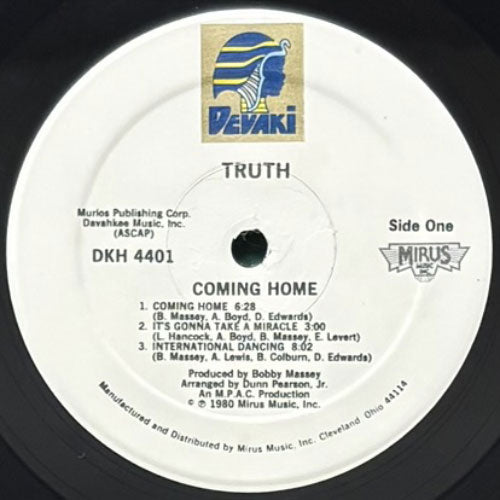 DEVAKI
TRUTH
Murios Publishing Corp.
Davahkee Music, Inc.
(ASCAP)
DKH 4401
Side One
MIRUS
MUSIC
INC.
COMING HOME
1. COMING HOME 6:28
(B. Massey, A. Boyd, D. Edwards)
2. IT'S GONNA TAKE A MIRACLE 3:00
(L. Hancock, A. Boyd, B. Massey, E. Levert)
3. INTERNATIONAL DANCING 8:02
(B. Massey, A. Lewis, B. Colburn, D. Edwards)
Produced by Bobby Massey
Arranged by Dunn Pearson, Jr.
An M.P.A.C. Production
© ℗ 1980 Mirus Music, Inc.
Manufactured and Distributed by Mirus Music, Inc. Cleveland Ohio 44114